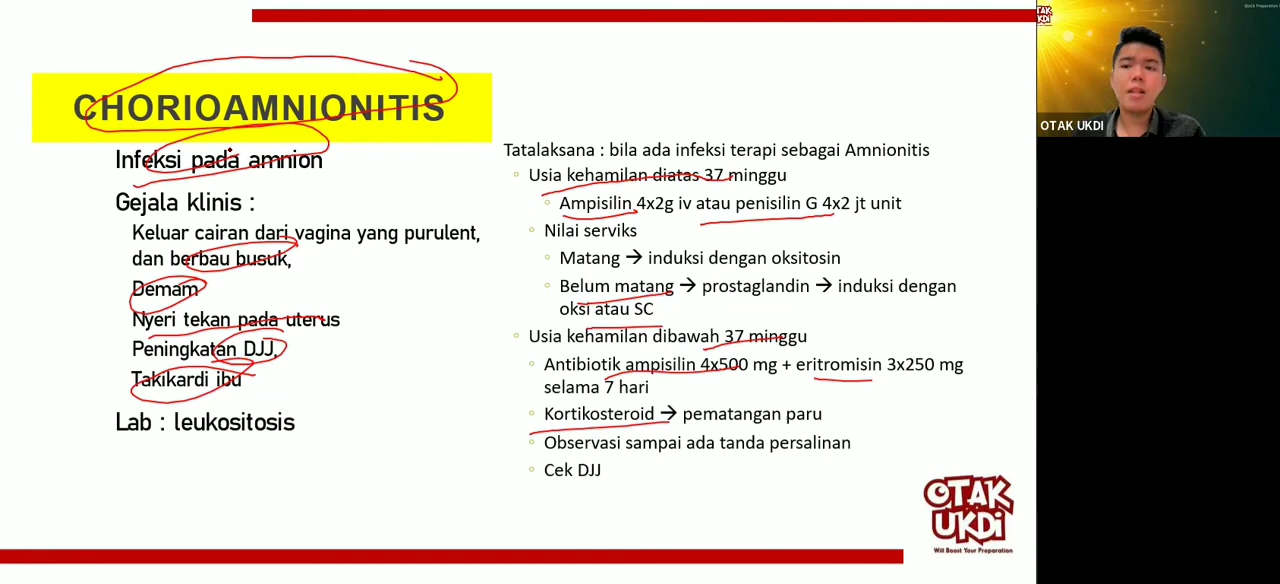 CHORIOAMNIONITIS
Infeksi pada amnion
Gejala klinis :
Keluar cairan dari vagina yang purulent,
dan berbau busuk,
Demam
Nyeri tekan pada uterus
Peningkatan DJJ,
Takikardi ibu
Lab : leukositosis
Tatalaksana : bila ada infeksi terapi sebagai Amnionitis
Usia kehamilan diatas 37 minggu
Ampisilin 4x2g iv atau penisilin G 4x2 jt unit
Nilai serviks
Matang → induksi dengan oksitosin
Belum matang → prostaglandin → induksi dengan
oksi atau SC
Usia kehamilan dibawah 37 minggu
Antibiotik ampisilin 4x500 mg + eritromisin 3x250 mg
selama 7 hari
Kortikosteroid → pematangan paru
Observasi sampai ada tanda persalinan
Cek DJJ
OTAK
UKDi
Will Boost Your Preparation
OTAK
UKDi
Quick Preparation
OTAK UKDI